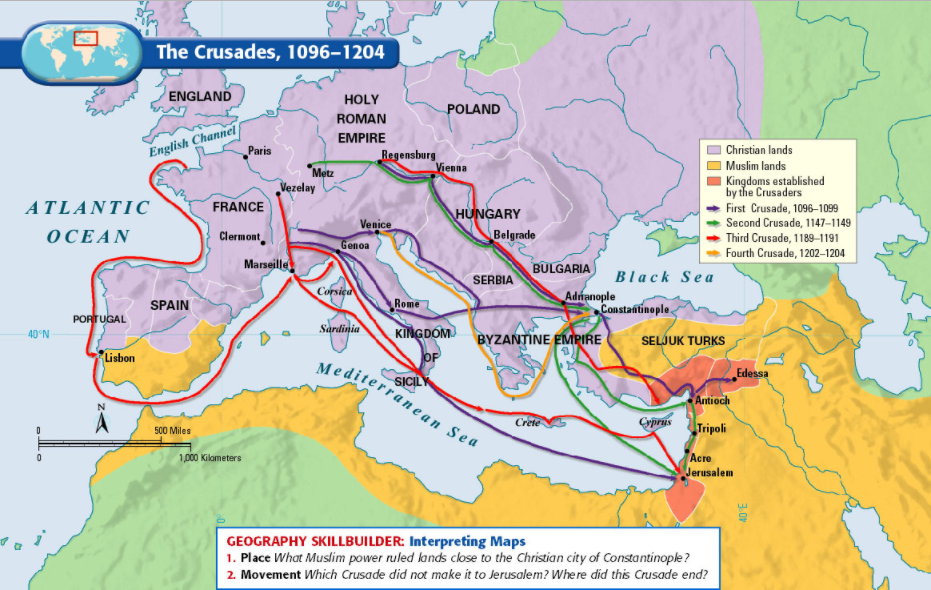 The Crusades, 1096–1204
ENGLAND
HOLY
ROMAN
EMPIRE
POLAND
English Channel
Paris
Regensburg
Metz
Vienna
Vezelay
ATLANTIC
OCEAN
FRANCE
HUNGARY
Clermont
Venice
Belgrade
Genoa
Marseille
SERBIA
BULGARIA
Black Sea
Corsica
SPAIN
Rome
Adrianople
Constantinople
PORTUGAL
Sardinia
40°N
KINGDOM
OF
SICILY
BYZANTINE EMPIRE
SELJUK TURKS
Lisbon
Edessa
Mediterranean Sea
Antioch
N
Crete
Cyprus
Tripoli
0 500 Miles
0 1,000 Kilometers
Acre
Jerusalem
0
40 E
Christian lands
Muslim lands
Kingdoms established
by the Crusaders
First Crusade, 1096–1099
Second Crusade, 1147–1149
Third Crusade, 1189–1191
Fourth Crusade, 1202–1204
GEOGRAPHY SKILLBUILDER: Interpreting Maps
1. Place What Muslim power ruled lands close to the Christian city of Constantinople?
2. Movement Which Crusade did not make it to Jerusalem? Where did this Crusade end?